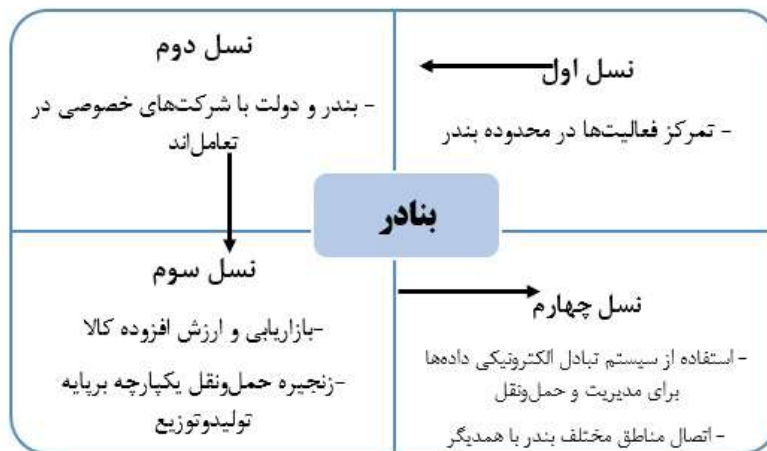 نسل اول
- تمرکز فعالیت‌ها در محدوده بندر
نسل دوم
- بندر و دولت با شرکت‌های خصوصی در
تعامل‌اند
بنادر
نسل سوم
-بازاریابی و ارزش افزوده کالا
-زنجیره حمل‌ونقل یکپارچه برپایه
تولیدوتوزیع
نسل چهارم
- استفاده از سیستم تبادل الکترونیکی داده‌ها
برای مدیریت و حمل‌ونقل
- اتصال مناطق مختلف بندر با همدیگر